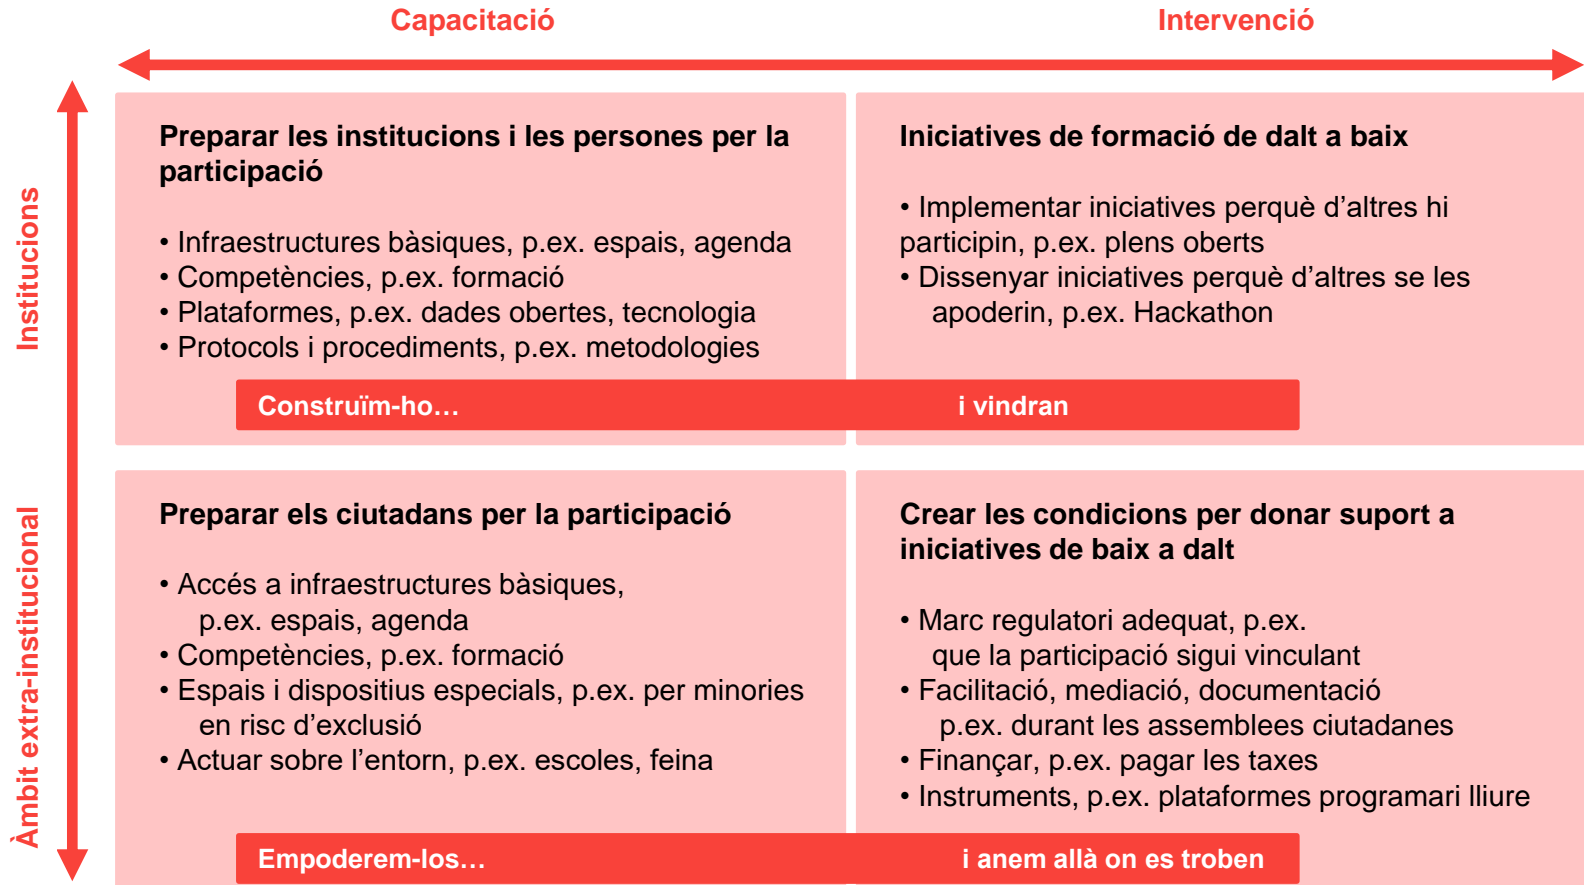 Capacitació
Intervenció
Institucions
Preparar les institucions i les persones per la
participació
• Infraestructures bàsiques, p.ex. espais, agenda
• Competències, p.ex. formació
• Plataformes, p.ex. dades obertes, tecnologia
• Protocols i procediments, p.ex. metodologies
Iniciatives de formació de dalt a baix
• Implementar iniciatives perquè d’altres hi
participin, p.ex. plens oberts
• Dissenyar iniciatives perquè d’altres se les
apoderin, p.ex. Hackathon
Construïm-ho…
i vindran
Àmbit extra-institucional
Preparar els ciutadans per la participació
• Accés a infraestructures bàsiques,
p.ex. espais, agenda
• Competències, p.ex. formació
• Espais i dispositius especials, p.ex. per minories
en risc d’exclusió
• Actuar sobre l’entorn, p.ex. escoles, feina
Crear les condicions per donar suport a
iniciatives de baix a dalt
• Marc regulatori adequat, p.ex.
que la participació sigui vinculant
• Facilitació, mediació, documentació
p.ex. durant les assemblees ciutadanes
• Finançar, p.ex. pagar les taxes
• Instruments, p.ex. plataformes programari lliure
Empoderem-los…
i anem allà on es troben